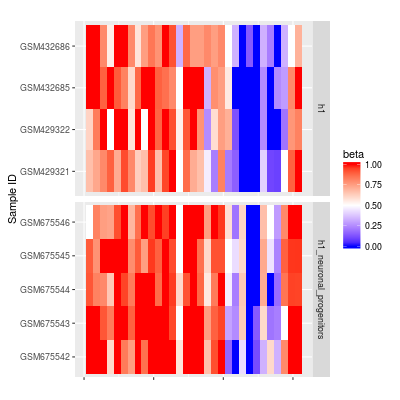 GSM432686
GSM432685
GSM429322
GSM429321
h1
GSM675546
GSM675545
GSM675544
GSM675543
GSM675542
h1_neuronal_progenitors
Sample ID
beta
1.00
0.75
0.50
0.25
0.00